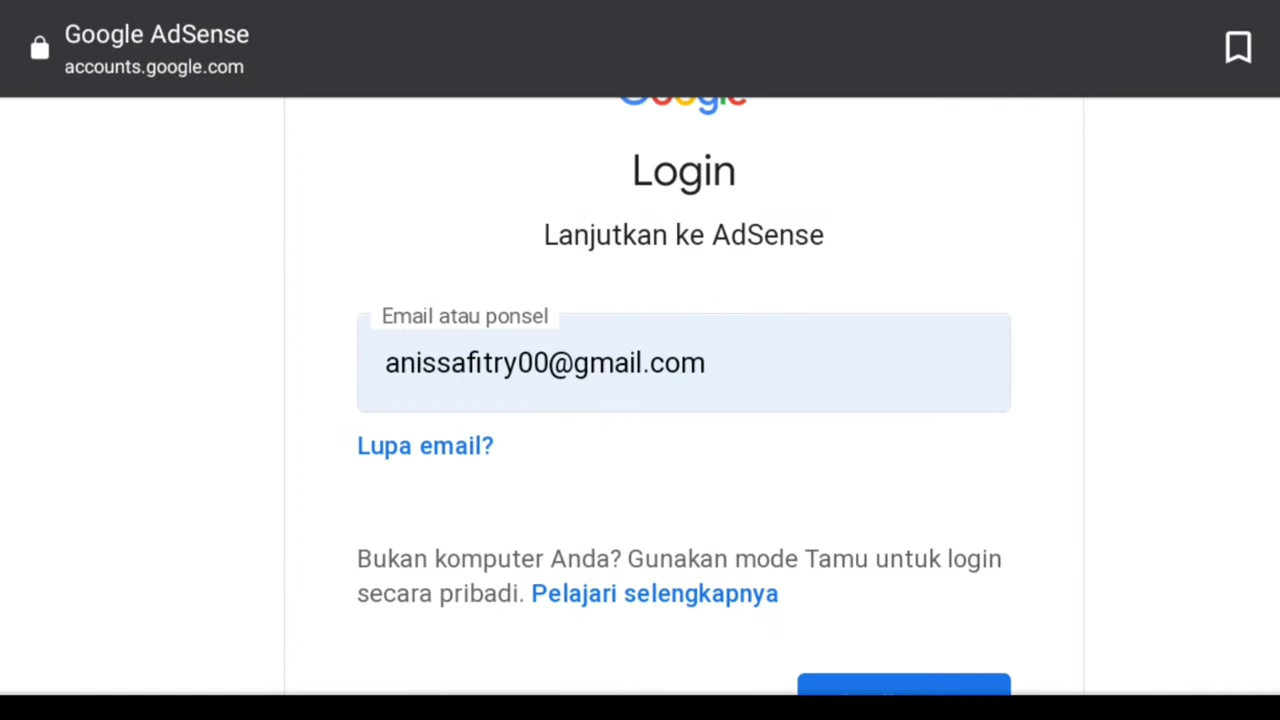 Google AdSense
accounts.google.com
Google
Login
Lanjutkan ke AdSense
Email atau ponsel
anissafitry00@gmail.com
Lupa email?
Bukan komputer Anda? Gunakan mode Tamu untuk login
secara pribadi. Pelajari selengkapnya